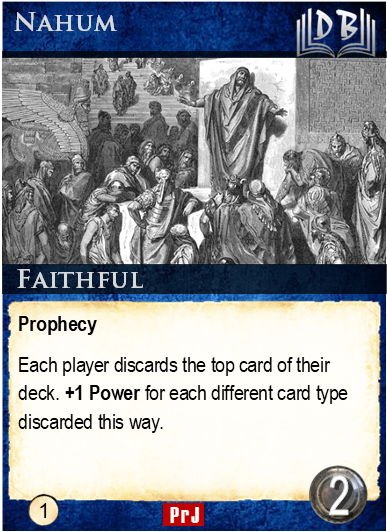 Nahum
DB
Faithful
Prophecy
Each player discards the top card of their
deck. +1 Power for each different card type
discarded this way.
1
PrJ
2